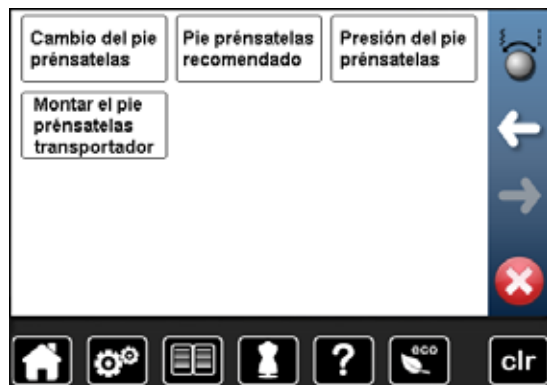 Cambio del pie
prénsatelas
Pie prénsatelas
recomendado
Presión del pie
prénsatelas
Montar el pie
prénsatelas
transportador
?
eco
clr